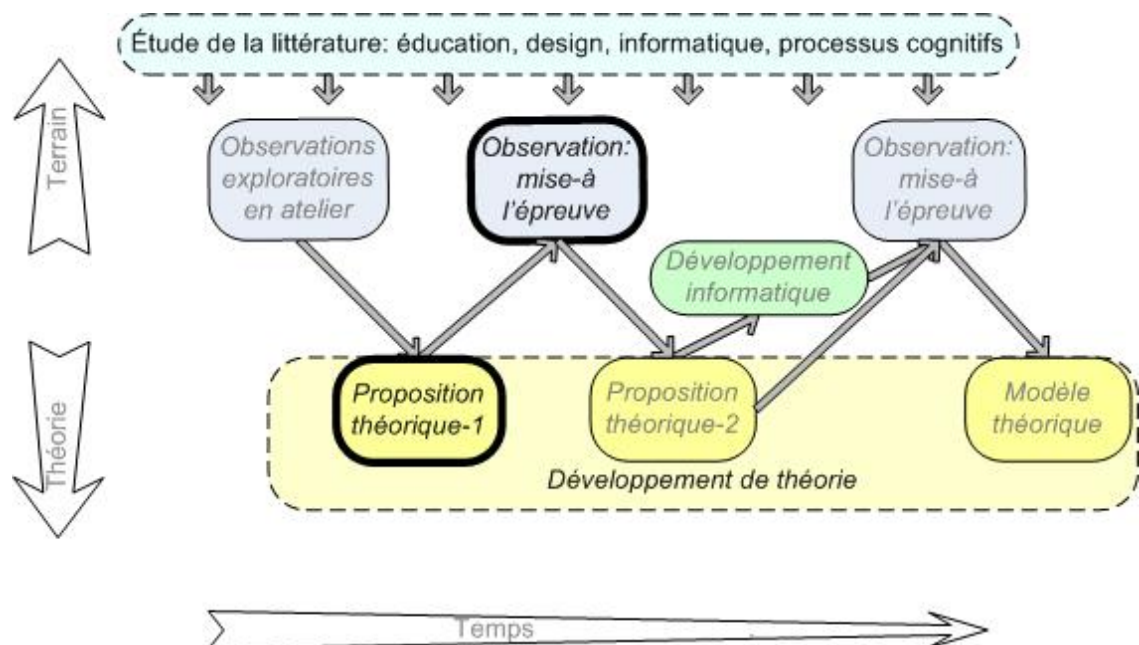 Étude de la littérature: éducation, design, informatique, processus cognitifs
Terrain
Observations
exploratoires
en atelier
Observation:
mise-à
l'épreuve
Observation:
mise-à
l'épreuve
Développement
informatique
Théorie
Proposition
théorique-1
Proposition
théorique-2
Modèle
théorique
Développement de théorie
Temps